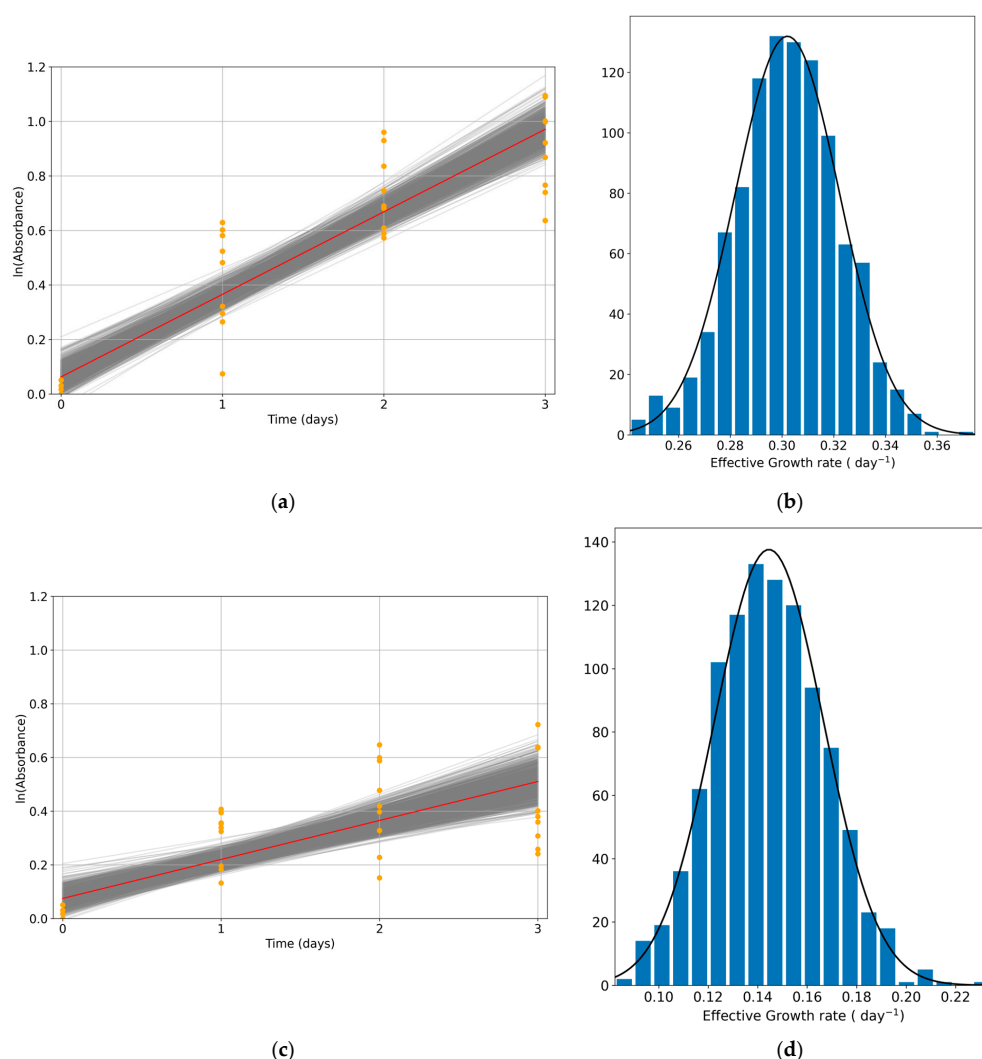 1.2
1.0
0.8
0.6
0.4
0.2
0.0
ln(Absorbance)
0 1 2 3
Time (days)
(a)
120
100
80
60
40
20
0
0.26 0.28 0.30 0.32 0.34 0.36
Effective Growth rate ( day⁻¹)
(b)
1.2
1.0
0.8
0.6
0.4
0.2
0.0
ln(Absorbance)
0 1 2 3
Time (days)
(c)
140
120
100
80
60
40
20
0
0.10 0.12 0.14 0.16 0.18 0.20 0.22
Effective Growth rate ( day⁻¹)
(d)